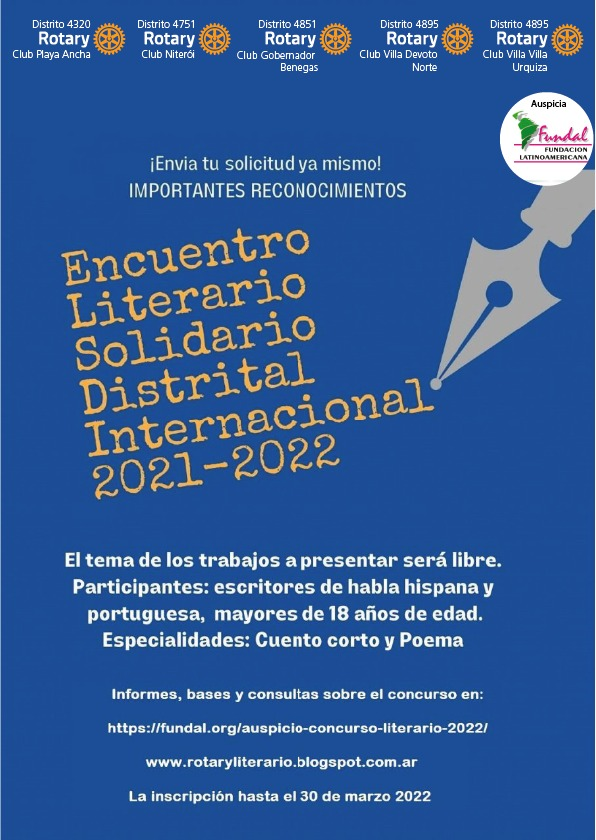 Distrito 4320
Rotary
Club Playa Ancha
Distrito 4751
Rotary
Club Niterói
Distrito 4851
Rotary
Club Gobernador
Benegas
Distrito 4895
Rotary
Club Villa Devoto
Norte
Distrito 4895
Rotary
Club Villa Villa
Urquiza
Auspicia
Fundal
FUNDACION
LATINOAMERICANA
¡Envia tu solicitud ya mismo!
IMPORTANTES RECONOCIMIENTOS
Encuentro
Literario
Solidario
Distrital
Internacional
2021-2022
El tema de los trabajos a presentar será libre.
Participantes: escritores de habla hispana y
portuguesa, mayores de 18 años de edad.
Especialidades: Cuento corto y Poema
Informes, bases y consultas sobre el concurso en:
https://fundal.org/auspicio-concurso-literario-2022/
www.rotaryliterario.blogspot.com.ar
La inscripción hasta el 30 de marzo 2022